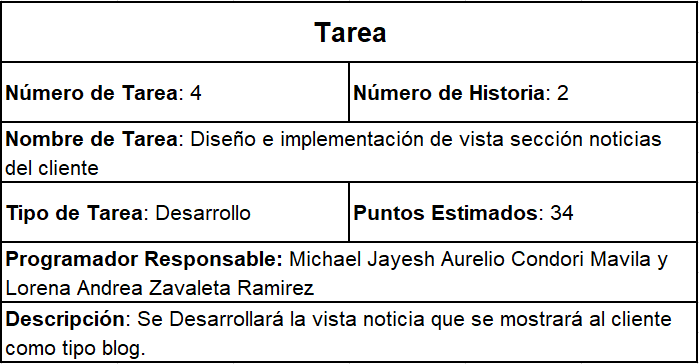 Tarea
Número de Tarea: 4
Número de Historia: 2
Nombre de Tarea: Diseño e implementación de vista sección noticias
del cliente
Tipo de Tarea: Desarrollo
Puntos Estimados: 34
Programador Responsable: Michael Jayesh Aurelio Condori Mavila y
Lorena Andrea Zavaleta Ramirez
Descripción: Se Desarrollará la vista noticia que se mostrará al cliente
como tipo blog.